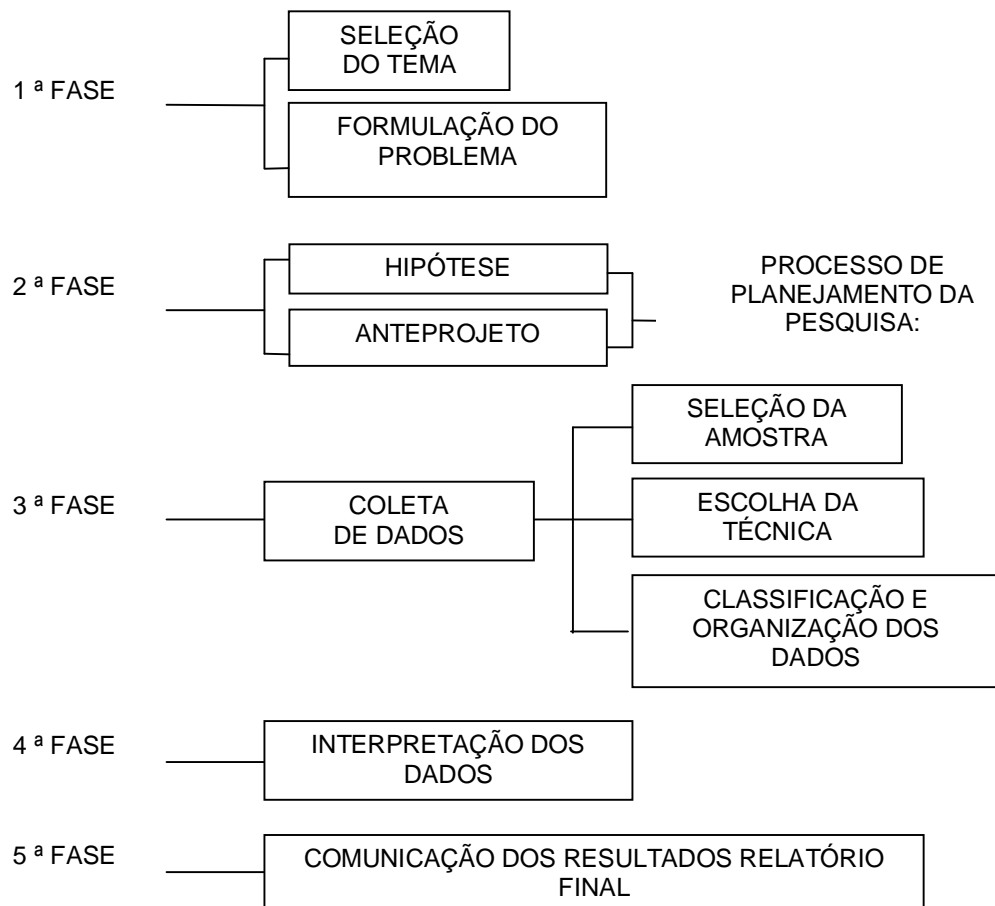 1 ª FASE
SELEÇÃO
DO TEMA
FORMULAÇÃO DO
PROBLEMA
2 ª FASE
HIPÓTESE
ANTEPROJETO
PROCESSO DE
PLANEJAMENTO DA
PESQUISA:
3 ª FASE
COLETA
DE DADOS
SELEÇÃO DA
AMOSTRA
ESCOLHA DA
TÉCNICA
CLASSIFICAÇÃO E
ORGANIZAÇÃO DOS
DADOS
4 ª FASE
INTERPRETAÇÃO DOS
DADOS
5 ª FASE
COMUNICAÇÃO DOS RESULTADOS RELATÓRIO
FINAL